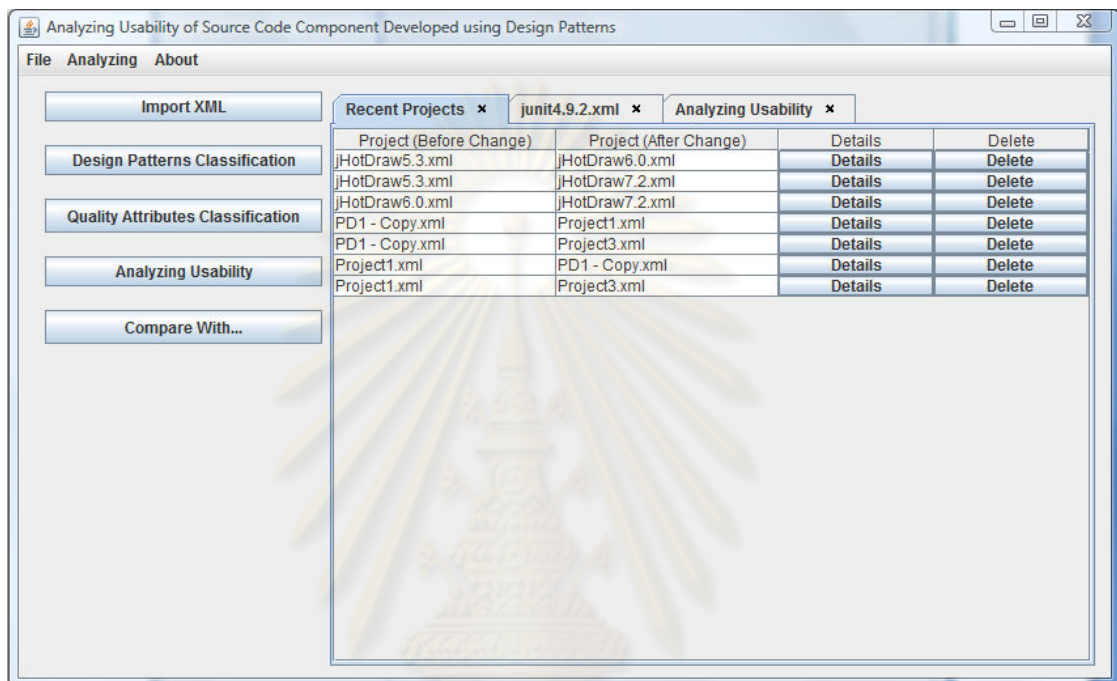 Analyzing Usability of Source Code Component Developed using Design Patterns
File Analyzing About
Import XML
Design Patterns Classification
Quality Attributes Classification
Analyzing Usability
Compare With...
Recent Projects × junit4.9.2.xml × Analyzing Usability ×
Project (Before Change) Project (After Change) Details Delete
jHotDraw5.3.xml jHotDraw6.0.xml Details Delete
jHotDraw5.3.xml jHotDraw7.2.xml Details Delete
jHotDraw6.0.xml jHotDraw7.2.xml Details Delete
PD1 - Copy.xml Project1.xml Details Delete
PD1 - Copy.xml Project3.xml Details Delete
Project1.xml PD1 - Copy.xml Details Delete
Project1.xml Project3.xml Details Delete